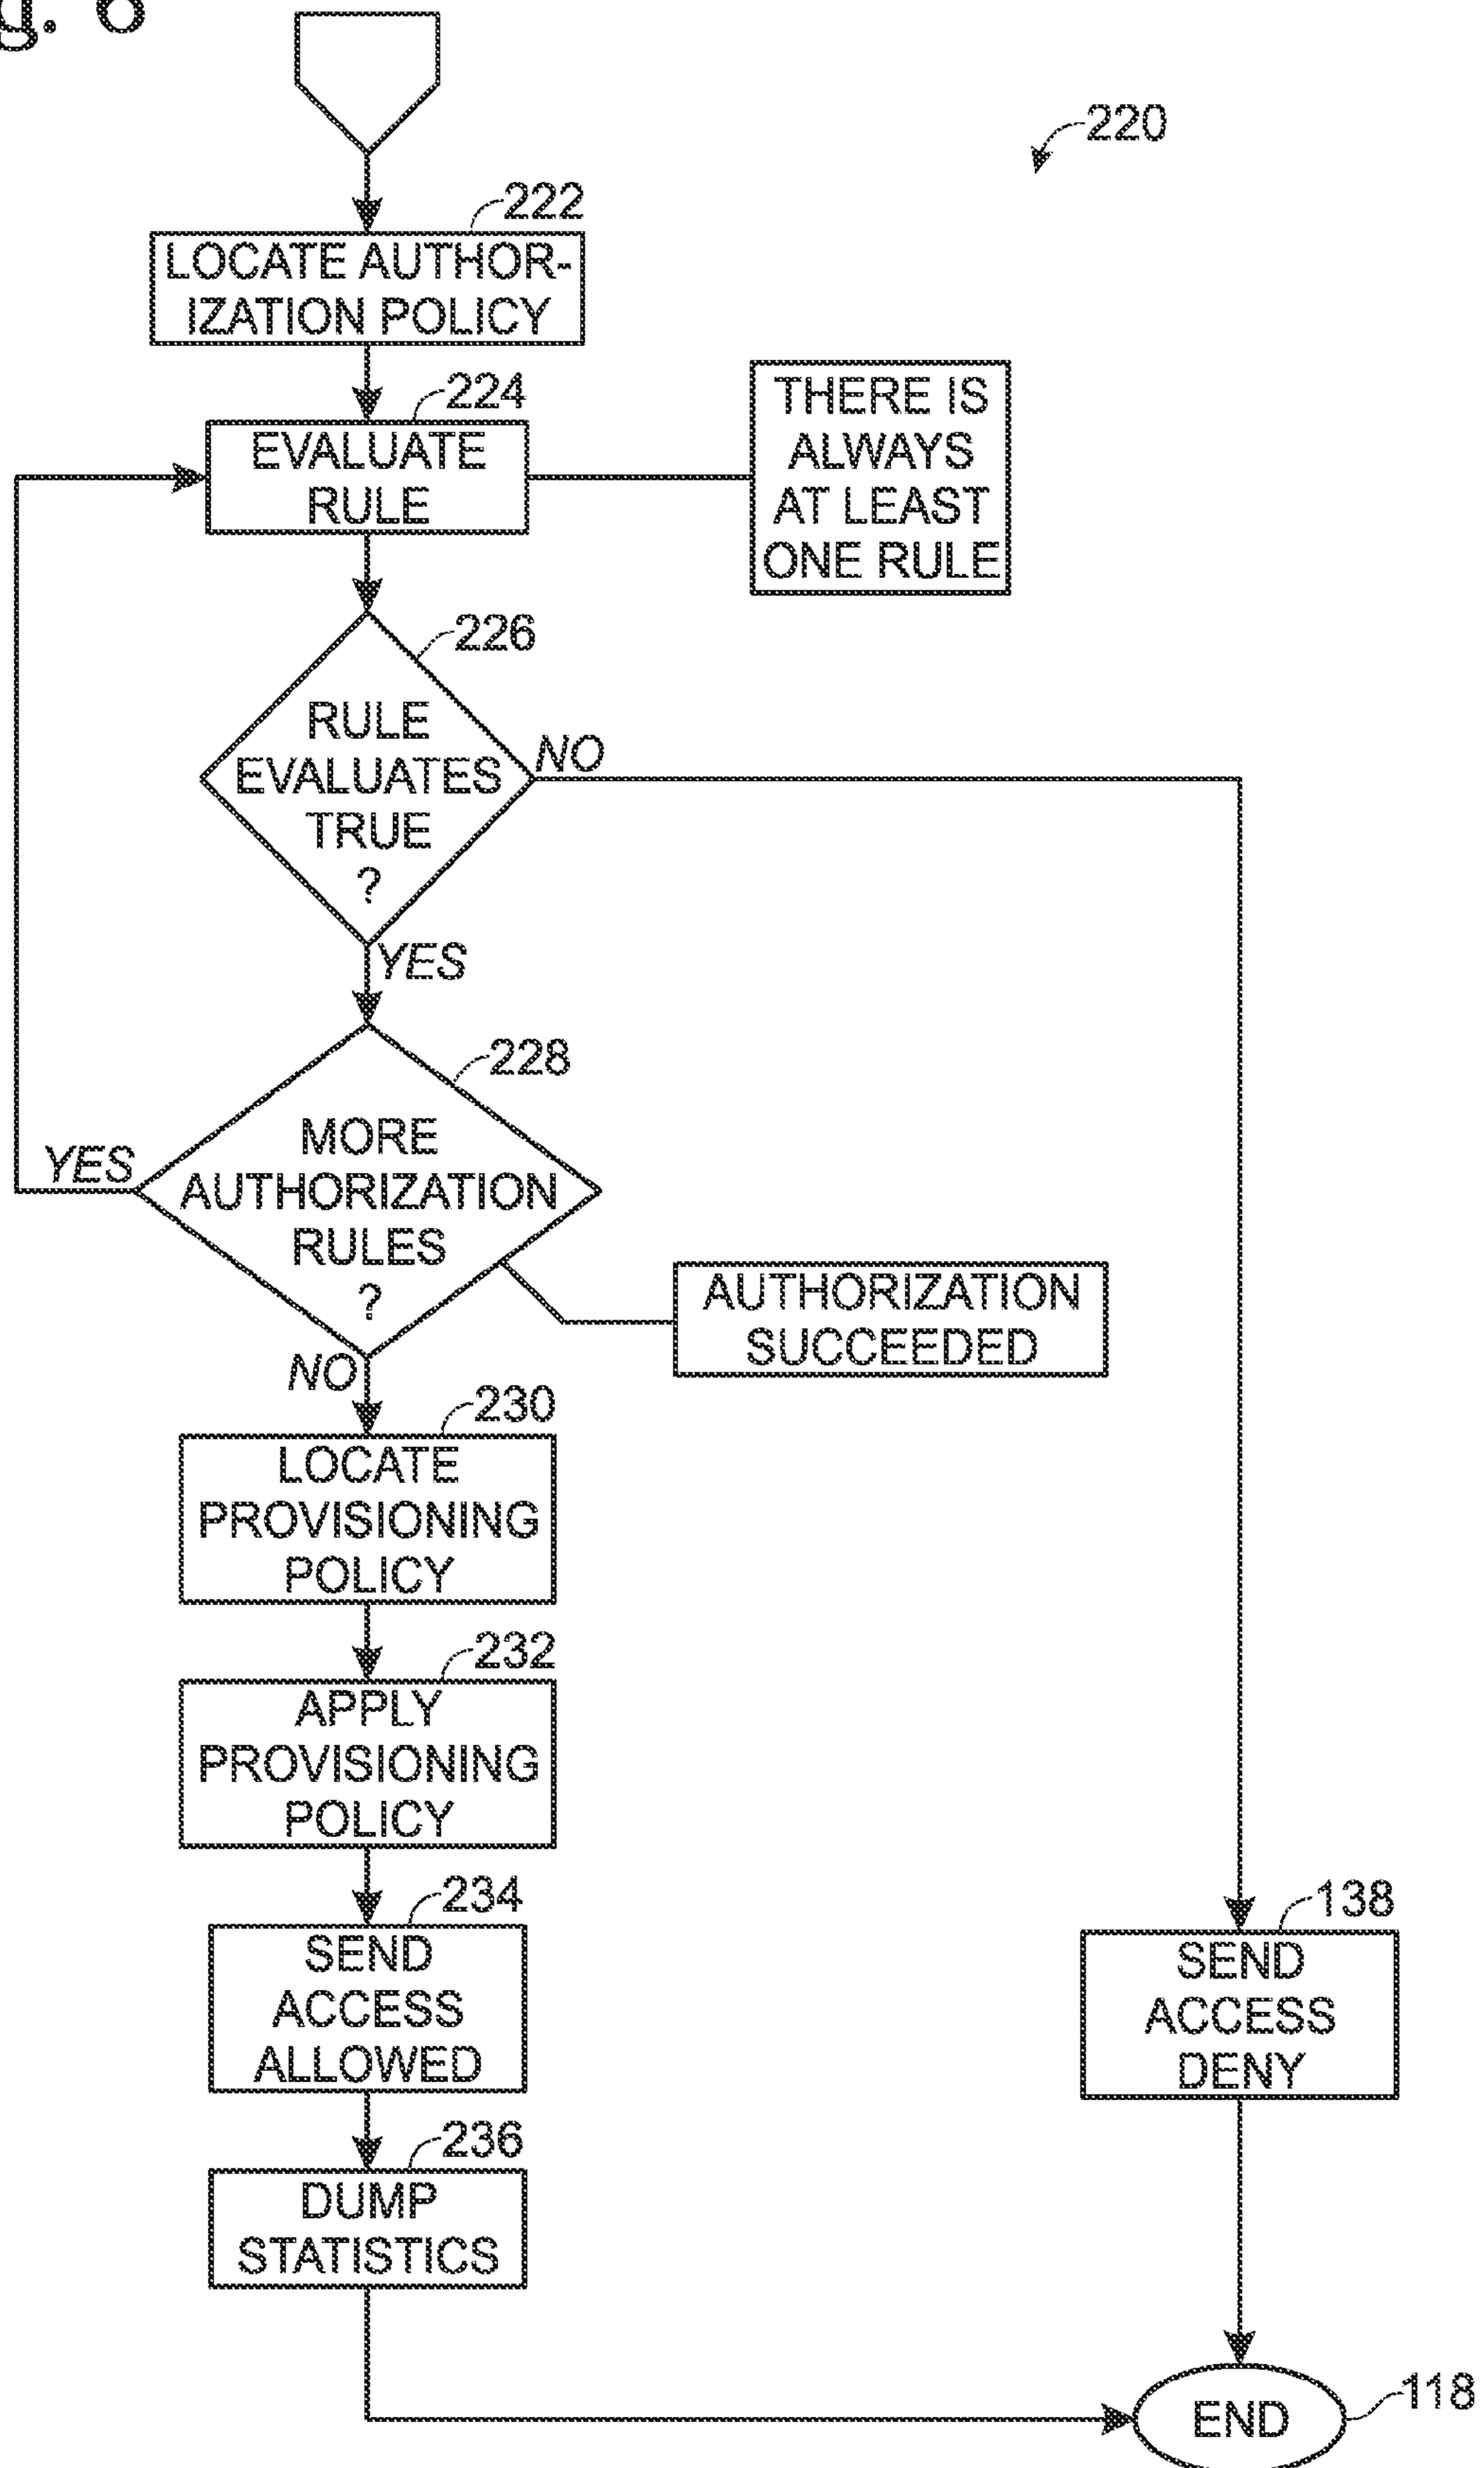 g. 6
220
222
LOCATE AUTHOR-
IZATION POLICY
224
EVALUATE
RULE
THERE IS
ALWAYS
AT LEAST
ONE RULE
226
RULE
EVALUATES
TRUE
?
NO
YES
228
MORE
AUTHORIZATION
RULES
?
YES
AUTHORIZATION
SUCCEEDED
NO
230
LOCATE
PROVISIONING
POLICY
232
APPLY
PROVISIONING
POLICY
234
SEND
ACCESS
ALLOWED
138
SEND
ACCESS
DENY
236
DUMP
STATISTICS
END
118